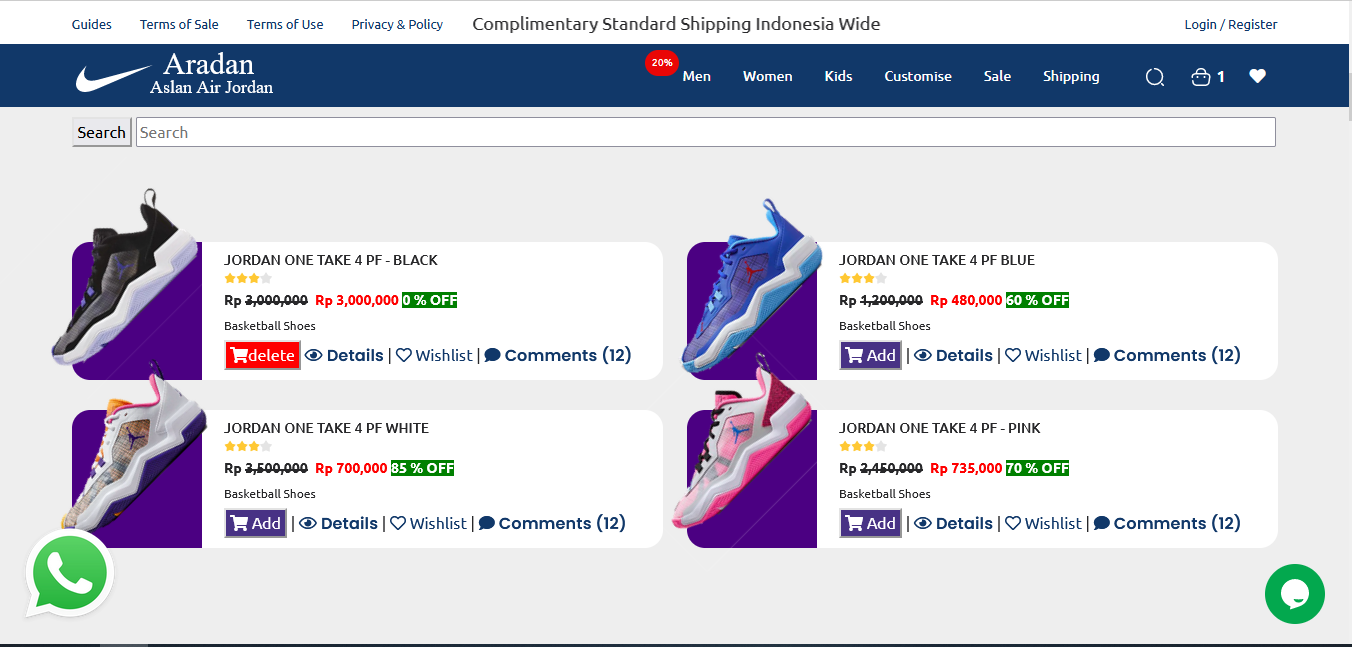 Guides Terms of Sale Terms of Use Privacy & Policy Complimentary Standard Shipping Indonesia Wide Login / Register
Aradan
Aslan Air Jordan
20% Men Women Kids Customise Sale Shipping 1
Search Search
JORDAN ONE TAKE 4 PF - BLACK
Rp 3,000,000 Rp 3,000,000 0 % OFF
Basketball Shoes
delete Details | Wishlist | Comments (12)
JORDAN ONE TAKE 4 PF BLUE
Rp 1,200,000 Rp 480,000 60 % OFF
Basketball Shoes
Add | Details | Wishlist | Comments (12)
JORDAN ONE TAKE 4 PF WHITE
Rp 3,500,000 Rp 700,000 85 % OFF
Basketball Shoes
Add | Details | Wishlist | Comments (12)
JORDAN ONE TAKE 4 PF - PINK
Rp 2,450,000 Rp 735,000 70 % OFF
Basketball Shoes
Add | Details | Wishlist | Comments (12)